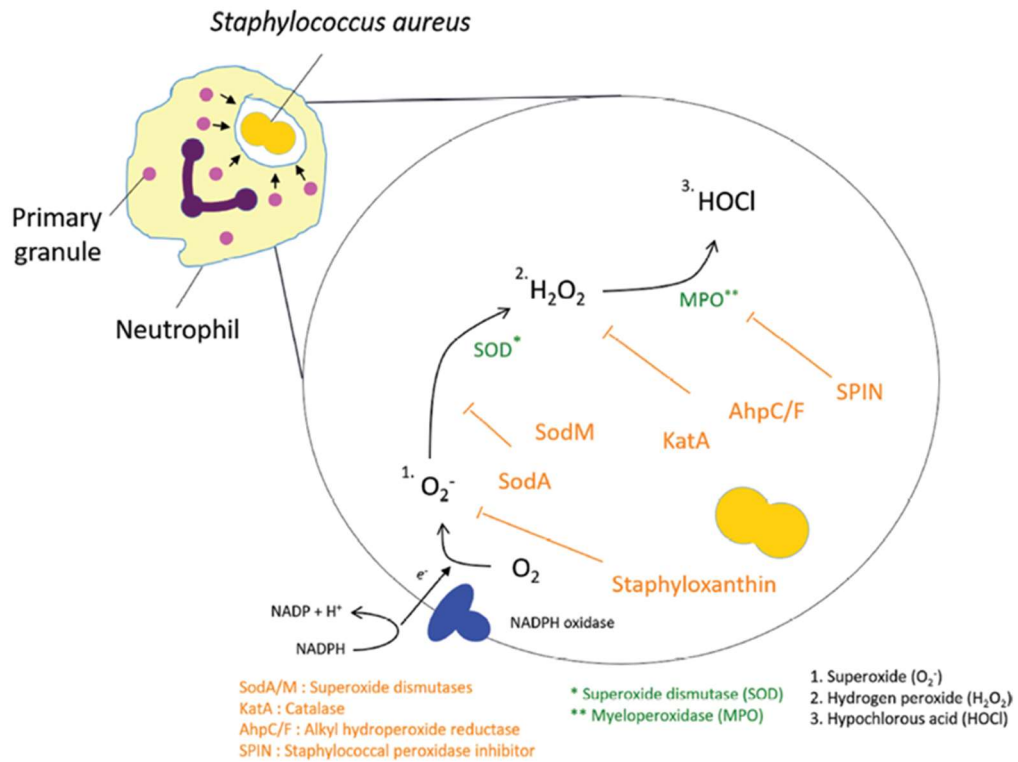 Staphylococcus aureus
Primary
granule
Neutrophil
3. HOCl
2. H₂O₂
MPO**
SOD*
SPIN
AhpC/F
SodM
KatA
1. O₂⁻
SodA
O₂
e⁻
Staphyloxanthin
NADP + H⁺
NADPH
NADPH oxidase
SodA/M : Superoxide dismutases
KatA : Catalase
AhpC/F : Alkyl hydroperoxide reductase
SPIN : Staphylococcal peroxidase inhibitor
* Superoxide dismutase (SOD)
** Myeloperoxidase (MPO)
1. Superoxide (O₂⁻)
2. Hydrogen peroxide (H₂O₂)
3. Hypochlorous acid (HOCl)